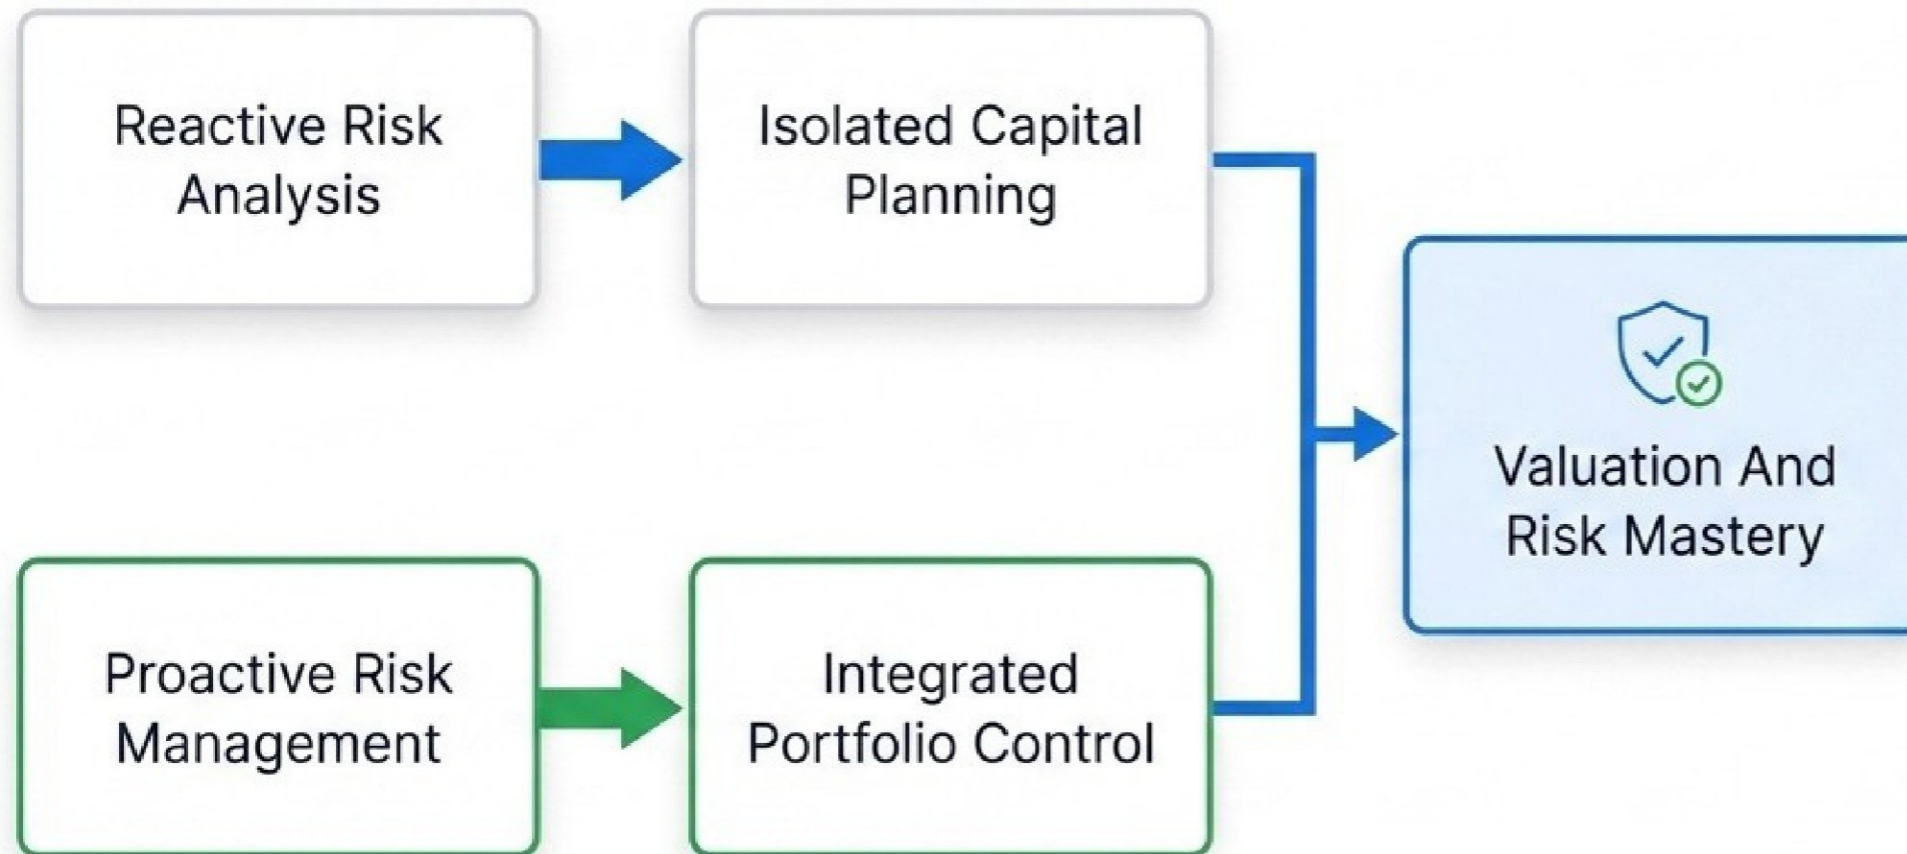 Reactive Risk
Analysis
Isolated Capital
Planning
Valuation And
Risk Mastery
Proactive Risk
Management
Integrated
Portfolio Control